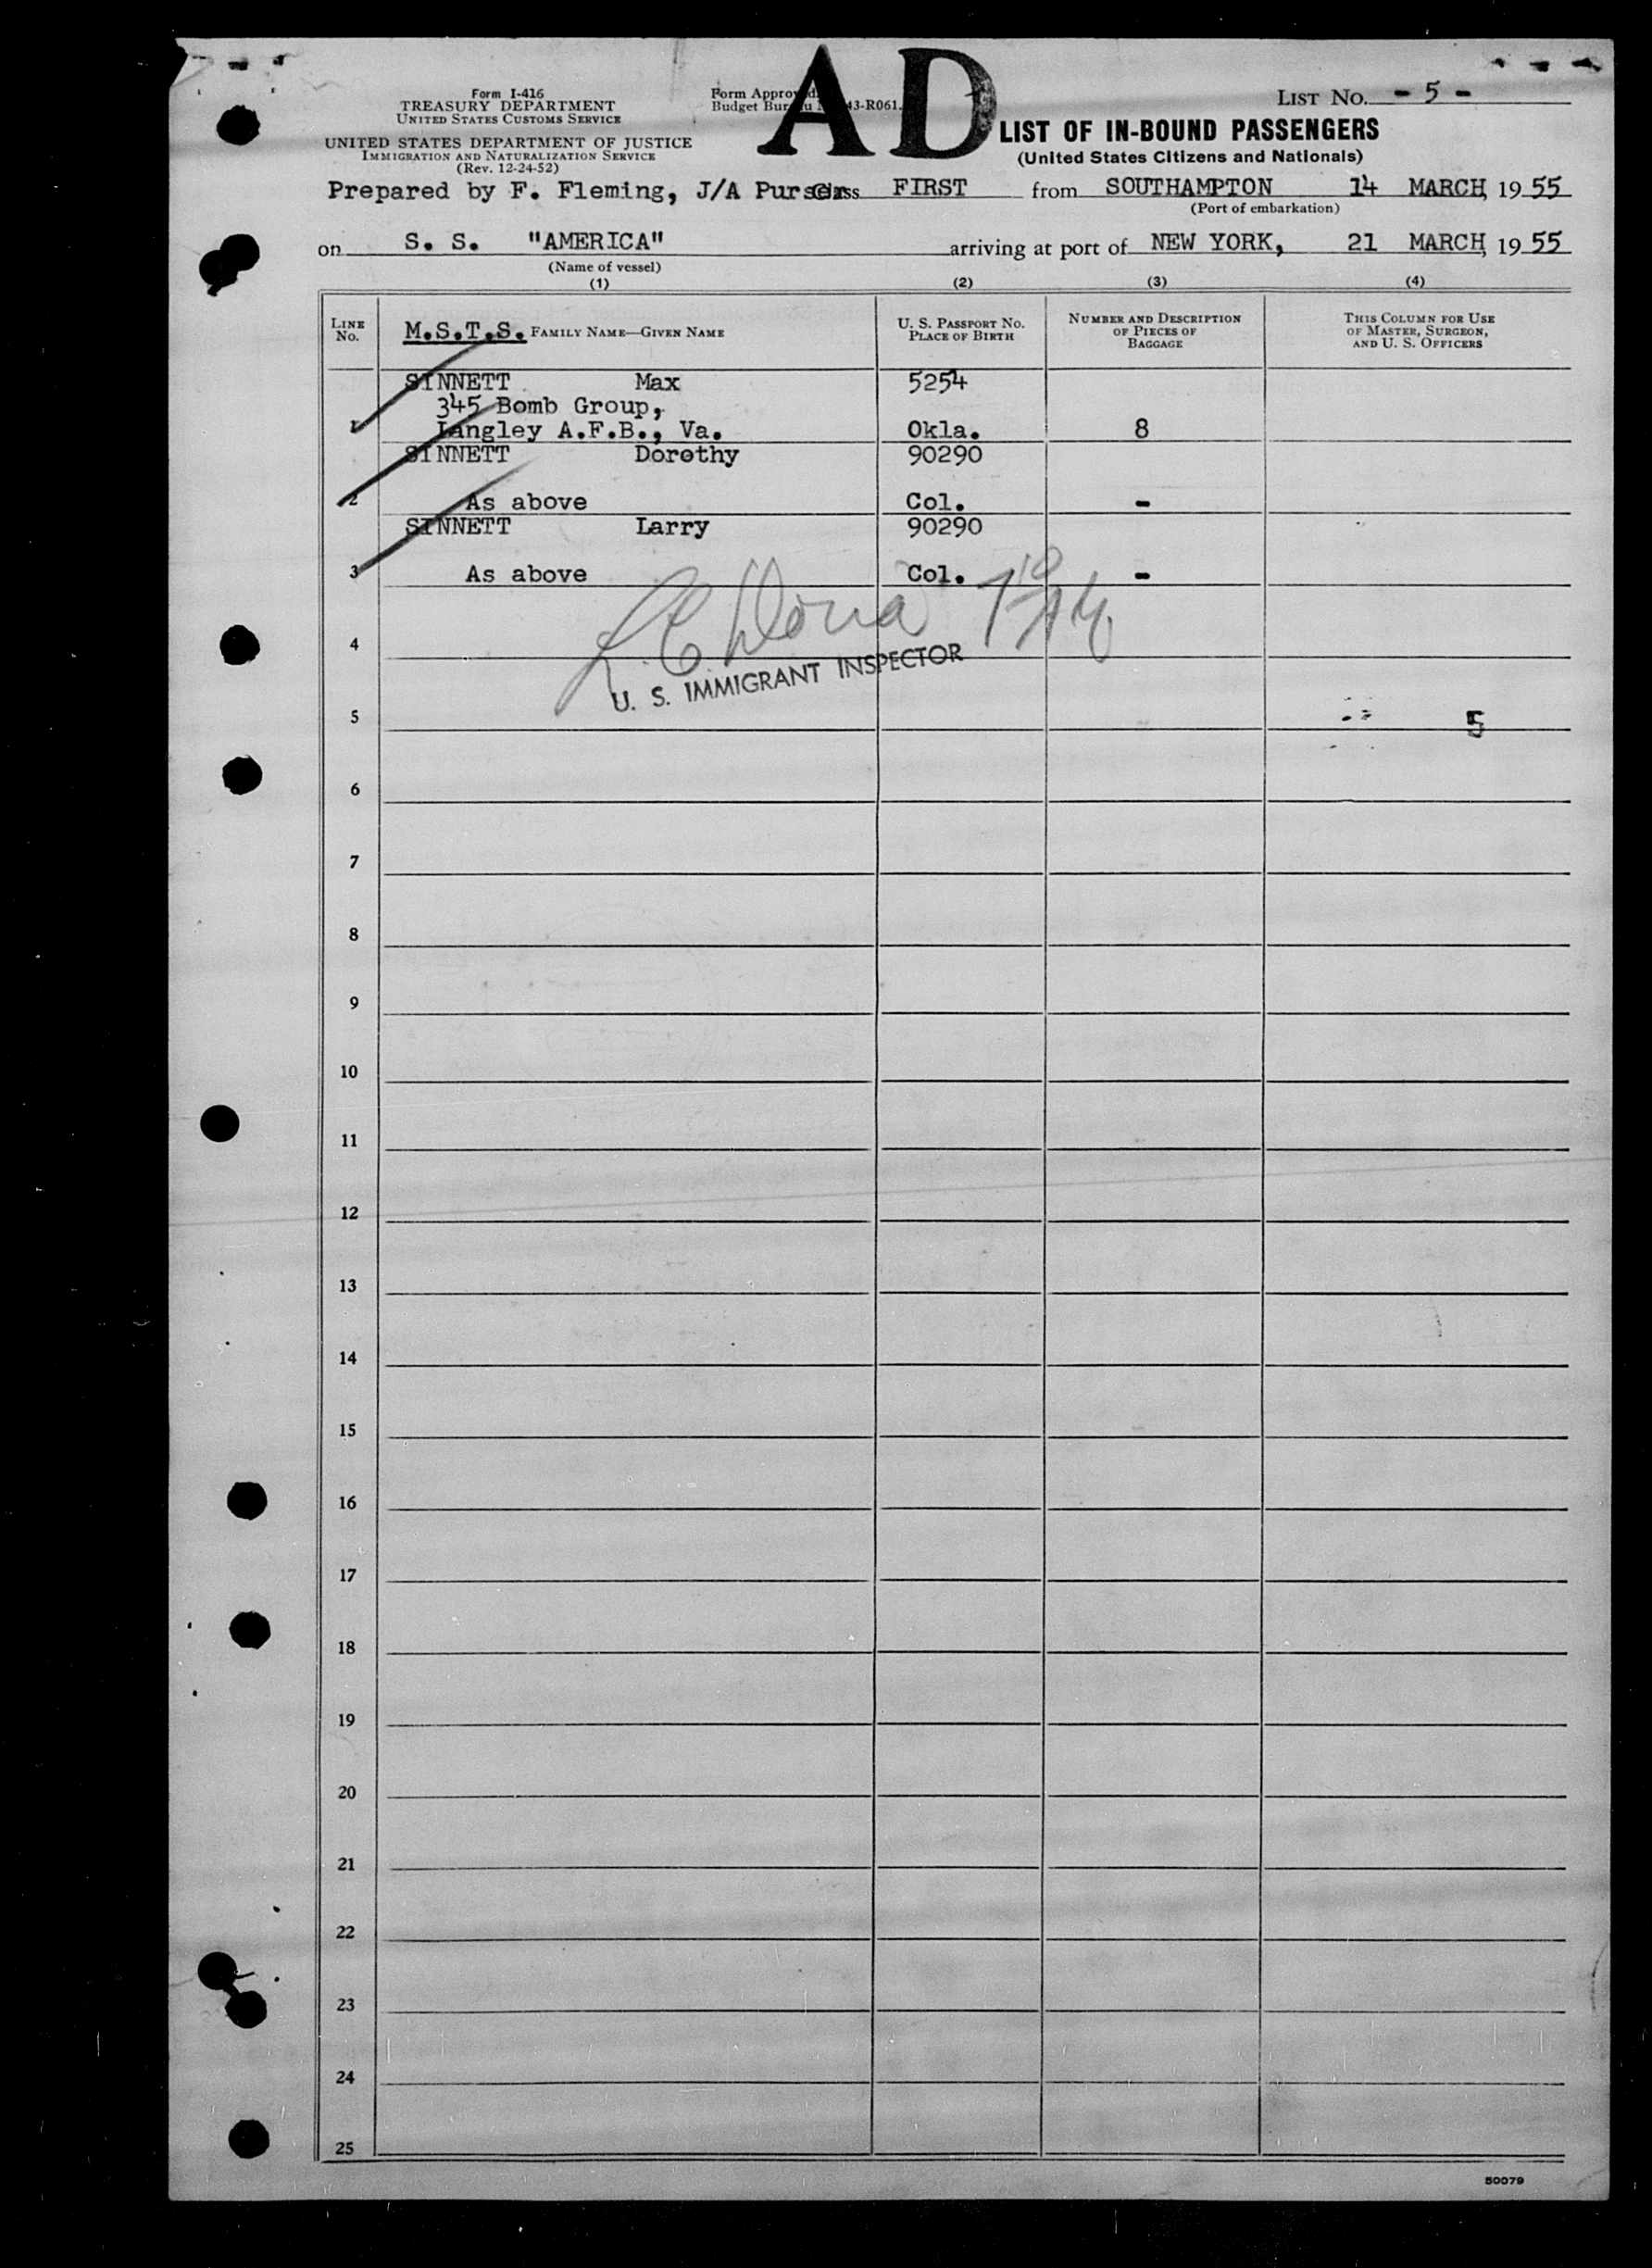 AD
Form I-416
TREASURY DEPARTMENT
UNITED STATES CUSTOMS SERVICE
UNITED STATES DEPARTMENT OF JUSTICE
IMMIGRATION AND NATURALIZATION SERVICE
(Rev. 12-24-52)
Form Approved
Budget Bureau 43-R061.
LIST NO. - 5 -
LIST OF IN-BOUND PASSENGERS
(United States Citizens and Nationals)
Prepared by F. Fleming, J/A Purser Class FIRST from SOUTHAMPTON 14 MARCH, 19 55
(Port of embarkation)
on S. S. "AMERICA" arriving at port of NEW YORK, 21 MARCH, 19 55
(Name of vessel)
(1) (2) (3) (4)
LINE NO. M.S.T.S. FAMILY NAME—GIVEN NAME U. S. PASSPORT NO. PLACE OF BIRTH NUMBER AND DESCRIPTION OF PIECES OF BAGGAGE THIS COLUMN FOR USE OF MASTER, SURGEON, AND U. S. OFFICERS
SINNETT Max 5254
345 Bomb Group,
1 Langley A.F.B., Va. Okla. 8
SINNETT Dorothy 90290
2 As above Col. -
SINNETT Larry 90290
3 As above Col. -
4
U. S. IMMIGRANT INSPECTOR
5 5
6
7
8
9
10
11
12
13
14
15
16
17
18
19
20
21
22
23
24
25
50079